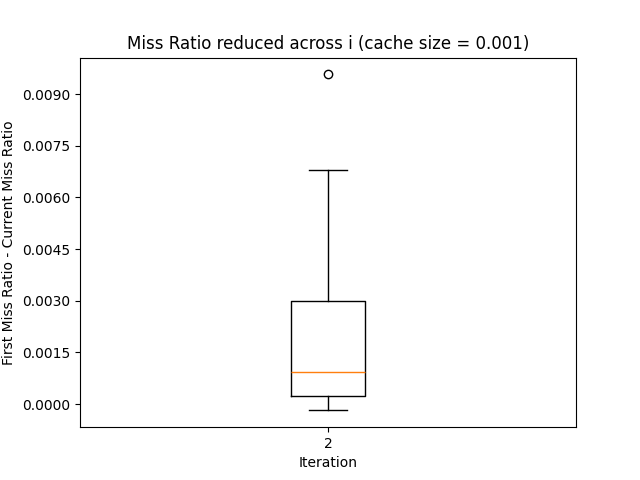 Miss Ratio reduced across i (cache size = 0.001)
First Miss Ratio - Current Miss Ratio
0.0090
0.0075
0.0060
0.0045
0.0030
0.0015
0.0000
2
Iteration